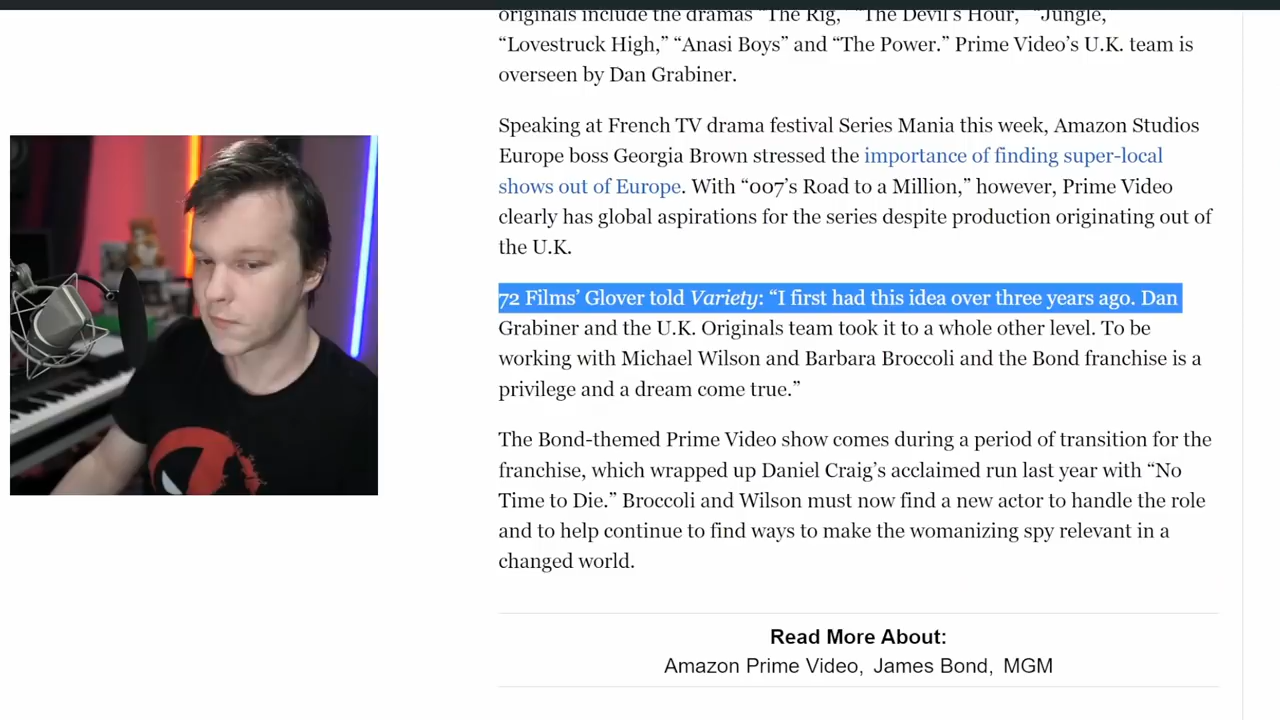 originals include the dramas “The Rig,” “The Devil’s Hour,” “Jungle,”
“Lovestruck High,” “Anasi Boys” and “The Power.” Prime Video’s U.K. team is
overseen by Dan Grabiner.
Speaking at French TV drama festival Series Mania this week, Amazon Studios
Europe boss Georgia Brown stressed the importance of finding super-local
shows out of Europe. With “007’s Road to a Million,” however, Prime Video
clearly has global aspirations for the series despite production originating out of
the U.K.
72 Films’ Glover told Variety: “I first had this idea over three years ago. Dan
Grabiner and the U.K. Originals team took it to a whole other level. To be
working with Michael Wilson and Barbara Broccoli and the Bond franchise is a
privilege and a dream come true.”
The Bond-themed Prime Video show comes during a period of transition for the
franchise, which wrapped up Daniel Craig’s acclaimed run last year with “No
Time to Die.” Broccoli and Wilson must now find a new actor to handle the role
and to help continue to find ways to make the womanizing spy relevant in a
changed world.
Read More About:
Amazon Prime Video, James Bond, MGM